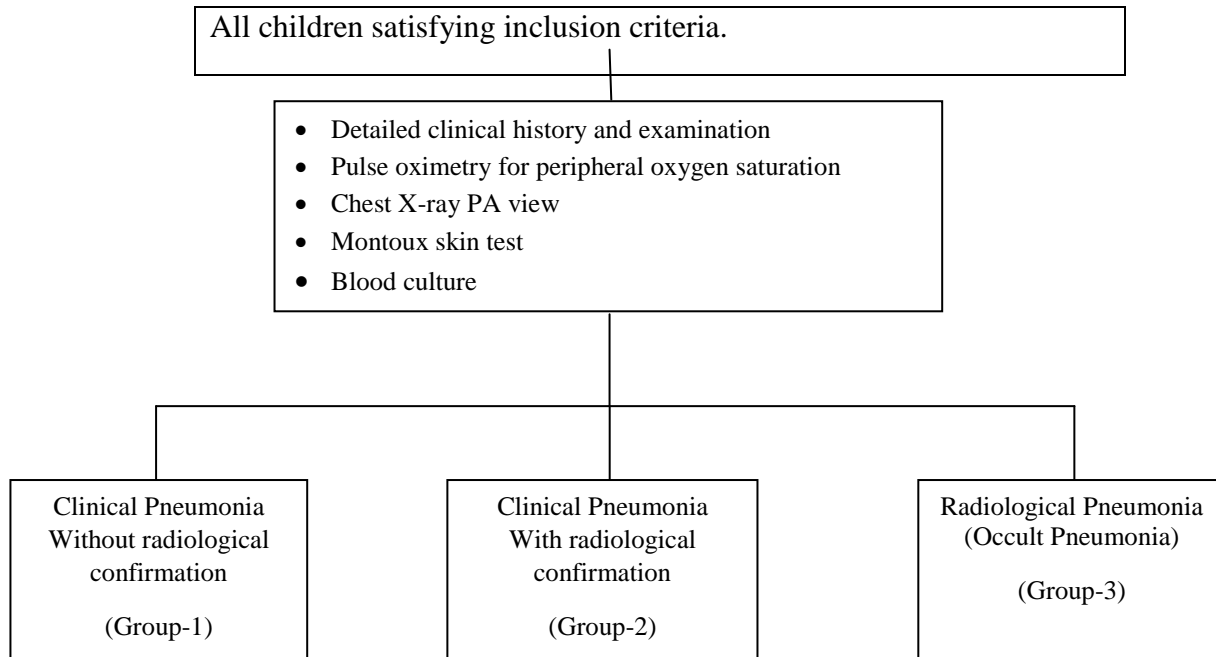 All children satisfying inclusion criteria.
• Detailed clinical history and examination
• Pulse oximetry for peripheral oxygen saturation
• Chest X-ray PA view
• Montoux skin test
• Blood culture
Clinical Pneumonia
Without radiological
confirmation
(Group-1)
Clinical Pneumonia
With radiological
confirmation
(Group-2)
Radiological Pneumonia
(Occult Pneumonia)
(Group-3)